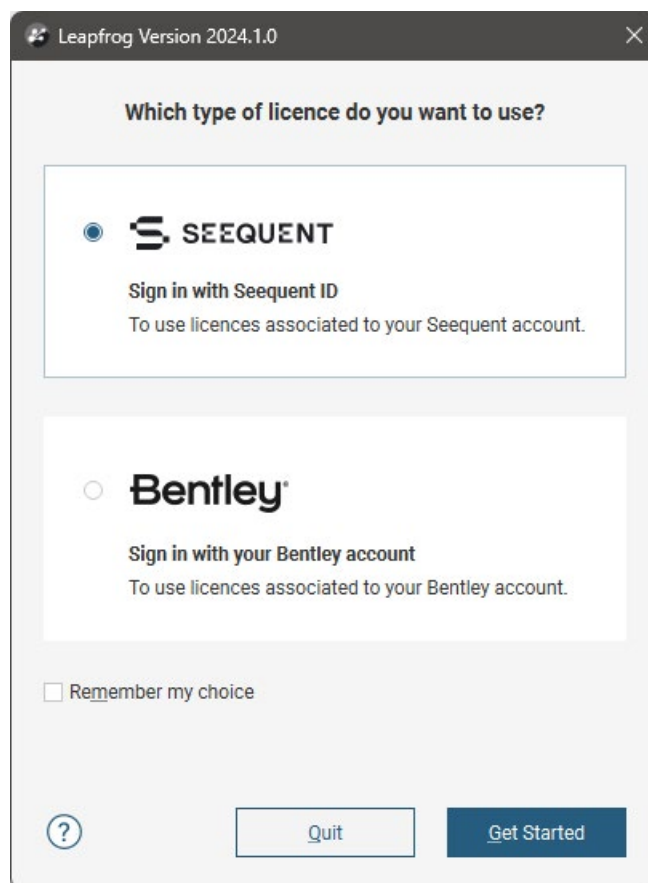 Leapfrog Version 2024.1.0
Which type of licence do you want to use?
SEEQUENT
Sign in with Seequent ID
To use licences associated to your Seequent account.
Bentley®
Sign in with your Bentley account
To use licences associated to your Bentley account.
Remember my choice
?
Quit
Get Started